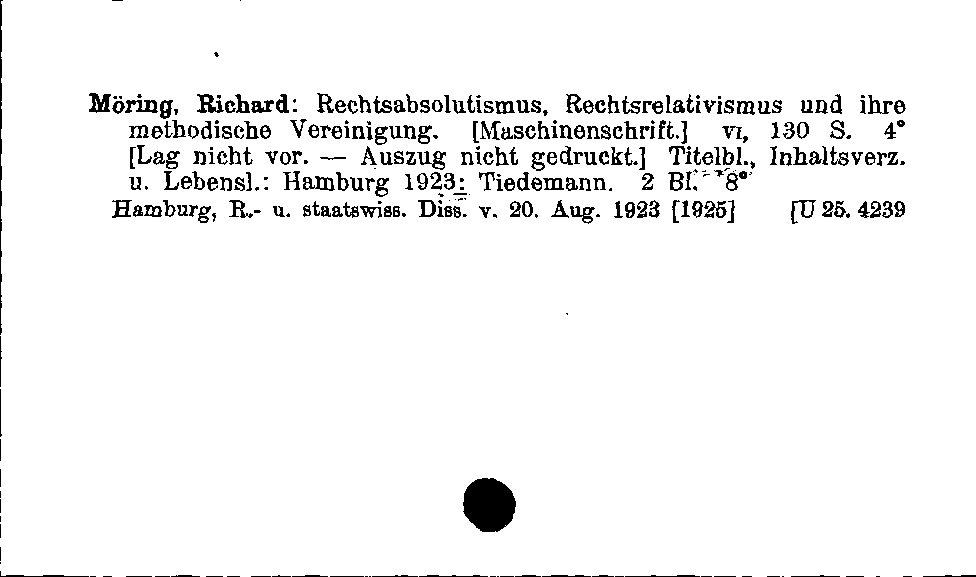 Möring, Richard: Rechtsabsolutismus, Rechtsrelativismus und ihre
methodische Vereinigung. [Maschinenschrift.] VI, 130 S. 4°
[Lag nicht vor. — Auszug nicht gedruckt.] Titelbl., Inhaltsverz.
u. Lebensl.: Hamburg 1923: Tiedemann. 2 Bl. 8°
Hamburg, R.- u. staatswiss. Diss. v. 20. Aug. 1923 [1925] [U 25. 4239